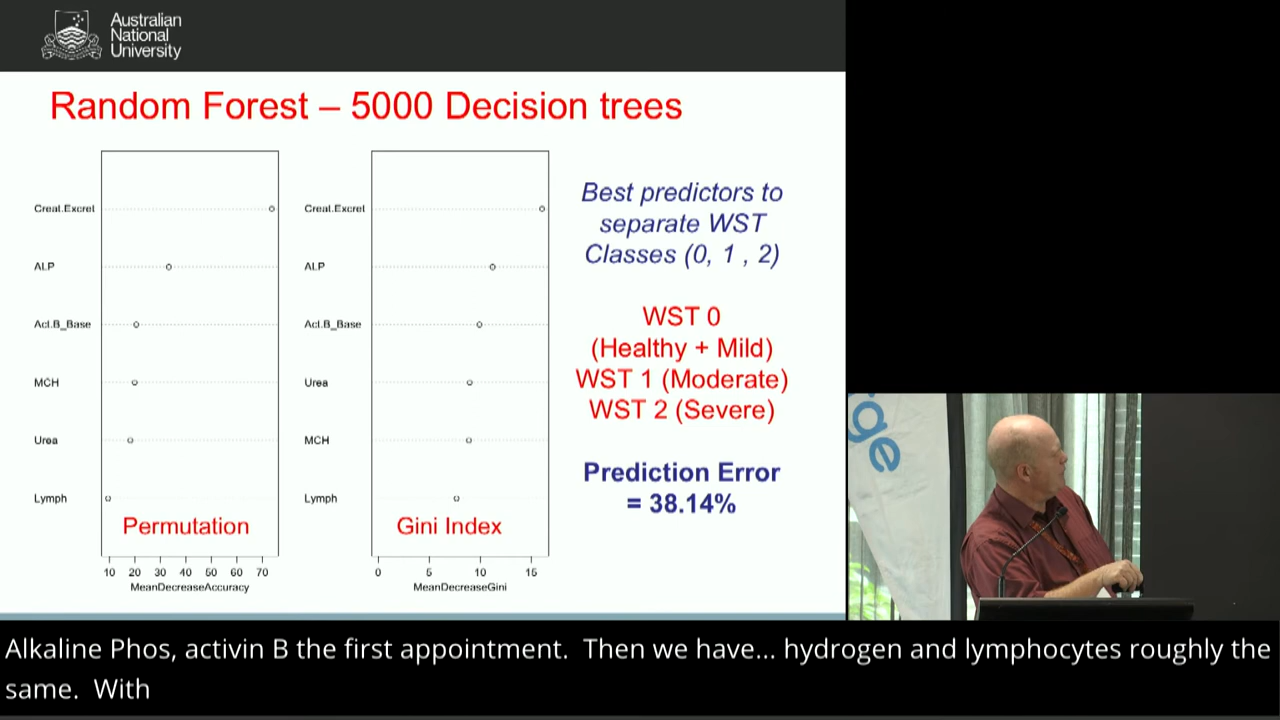 Australian
National
University
Random Forest – 5000 Decision trees
Creat.Excret
ALP
Act.B_Base
MCH
Urea
Lymph
Permutation
10 20 30 40 50 60 70
MeanDecreaseAccuracy
Creat.Excret
ALP
Act.B_Base
Urea
MCH
Lymph
Gini Index
0 5 10 15
MeanDecreaseGini
Best predictors to
separate WST
Classes (0, 1 , 2)
WST 0
(Healthy + Mild)
WST 1 (Moderate)
WST 2 (Severe)
Prediction Error
= 38.14%
ge
Alkaline Phos, activin B the first appointment.  Then we have... hydrogen and lymphocytes roughly the
same.  With